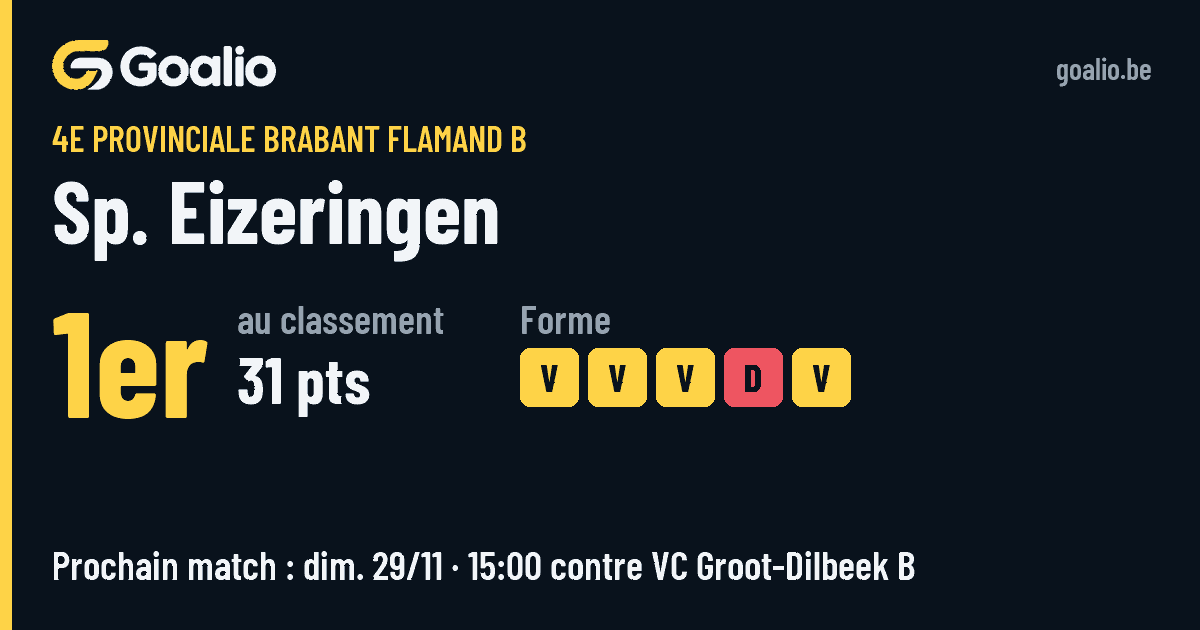 Goalio
goalio.be
4E PROVINCIALE BRABANT FLAMAND B
Sp. Eizeringen
1er
au classement
31 pts
Forme
V V V D V
Prochain match : dim. 29/11 · 15:00 contre VC Groot-Dilbeek B